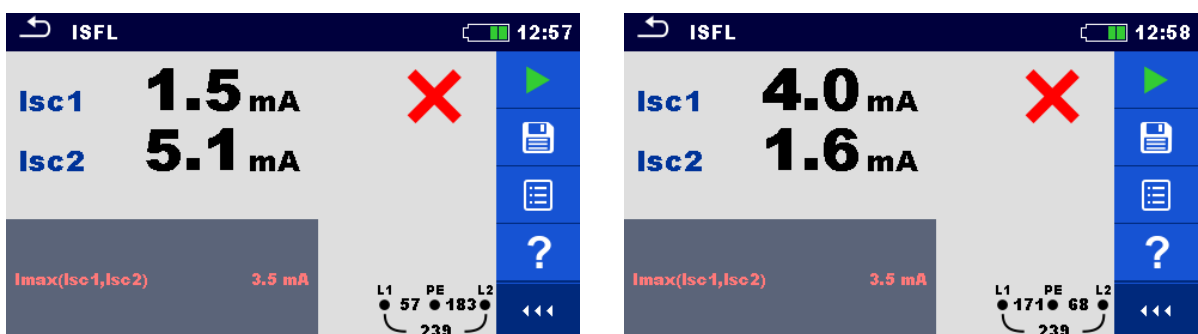 ISFL 12:57
Isc1 1.5 mA
Isc2 5.1 mA
Imax(Isc1,Isc2) 3.5 mA
L1 PE L2
57 183
239
?
ISFL 12:58
Isc1 4.0 mA
Isc2 1.6 mA
Imax(Isc1,Isc2) 3.5 mA
L1 PE L2
171 68
239
?